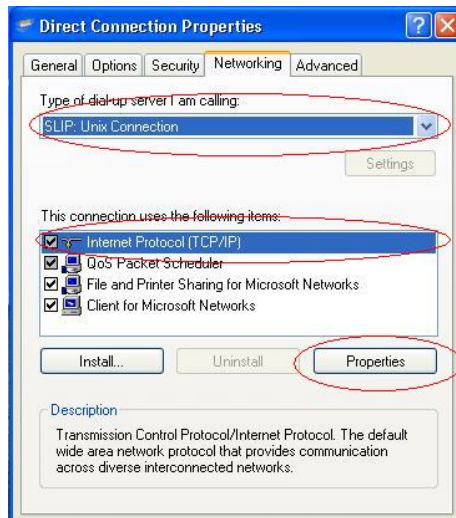 Direct Connection Properties
General Options Security Networking Advanced
Type of dial-up server I am calling:
SLIP: Unix Connection
Settings
This connection uses the following items:
Internet Protocol (TCP/IP)
QoS Packet Scheduler
File and Printer Sharing for Microsoft Networks
Client for Microsoft Networks
Install... Uninstall Properties
Description
Transmission Control Protocol/Internet Protocol. The default
wide area network protocol that provides communication
across diverse interconnected networks.